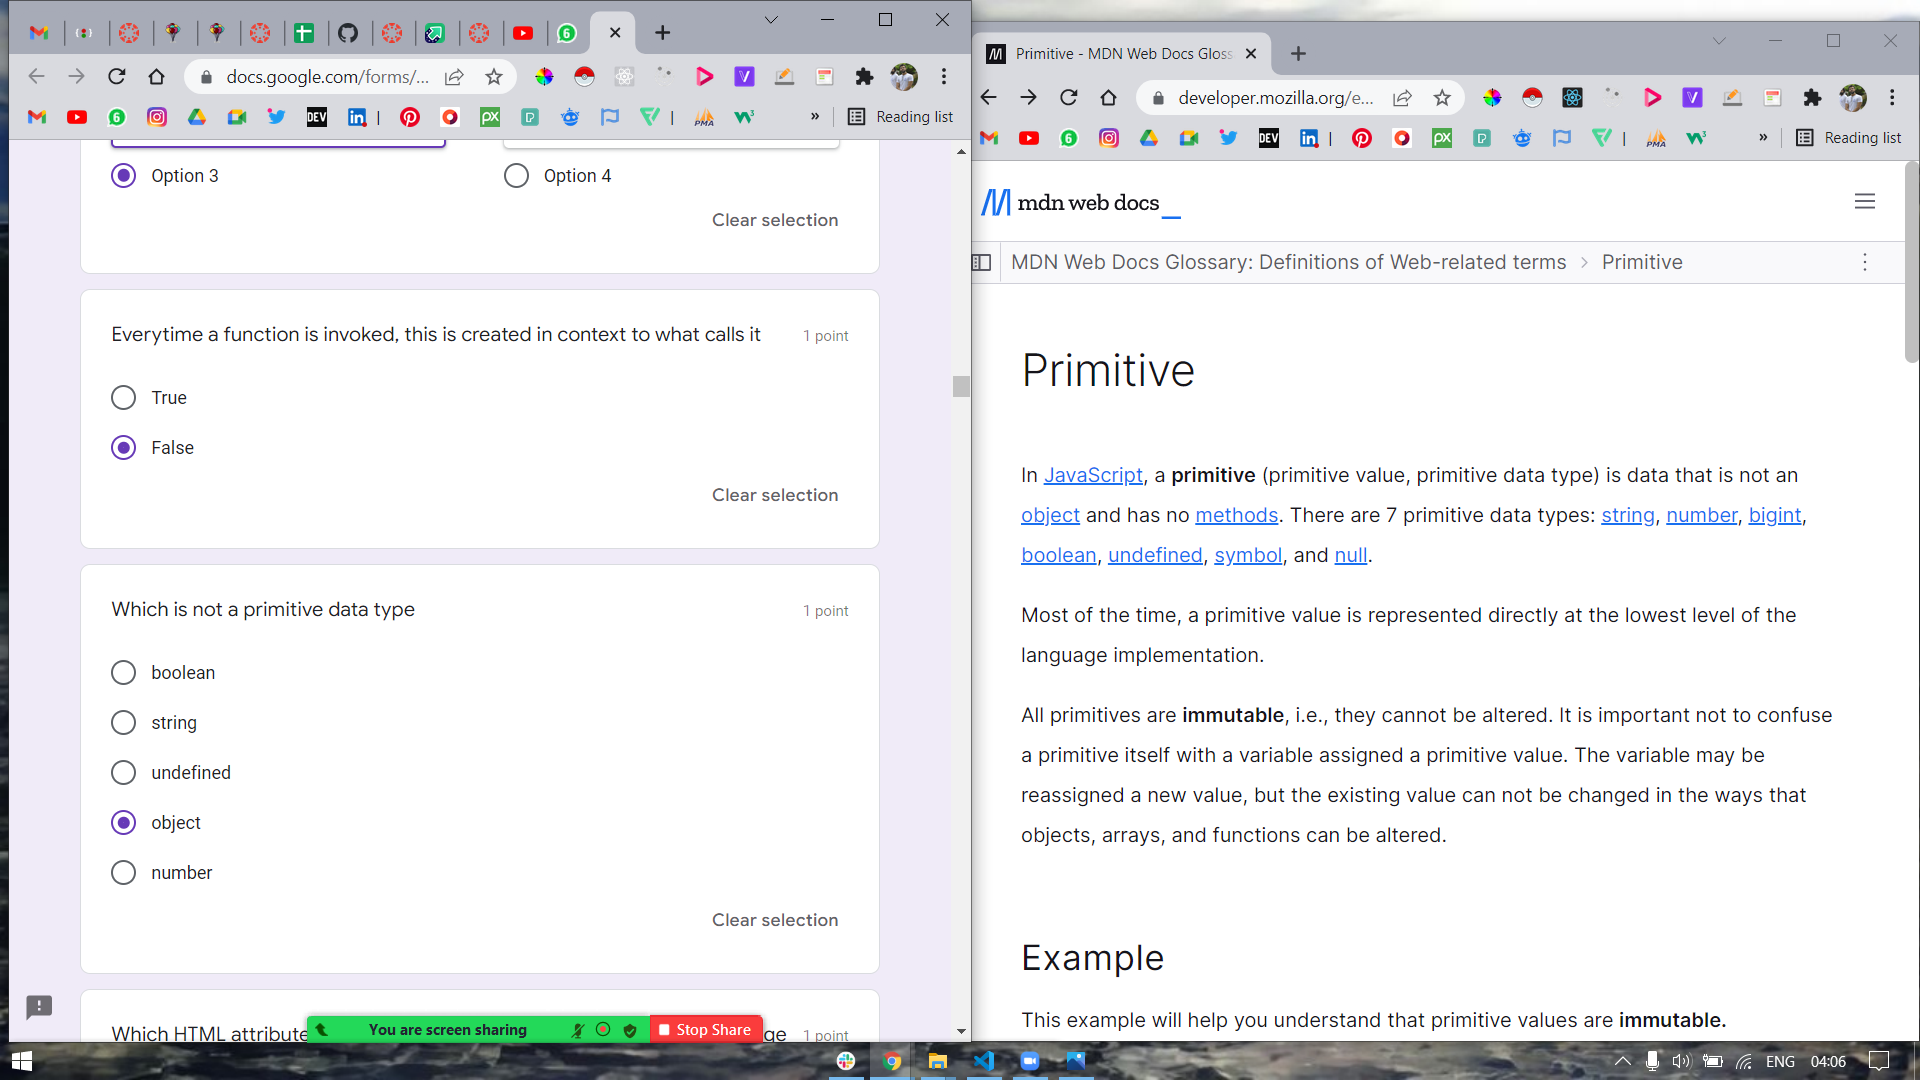 docs.google.com/forms/...
Reading list
Option 3
Option 4
Clear selection
Everytime a function is invoked, this is created in context to what calls it
1 point
True
False
Clear selection
Which is not a primitive data type
1 point
boolean
string
undefined
object
number
Clear selection
Which HTML attribute
ge
1 point
You are screen sharing
Stop Share
Primitive - MDN Web Docs Gloss
developer.mozilla.org/e...
Reading list
mdn web docs
MDN Web Docs Glossary: Definitions of Web-related terms
Primitive
Primitive
In JavaScript, a primitive (primitive value, primitive data type) is data that is not an
object and has no methods. There are 7 primitive data types: string, number, bigint,
boolean, undefined, symbol, and null.
Most of the time, a primitive value is represented directly at the lowest level of the
language implementation.
All primitives are immutable, i.e., they cannot be altered. It is important not to confuse
a primitive itself with a variable assigned a primitive value. The variable may be
reassigned a new value, but the existing value can not be changed in the ways that
objects, arrays, and functions can be altered.
Example
This example will help you understand that primitive values are immutable.
ENG
04:06